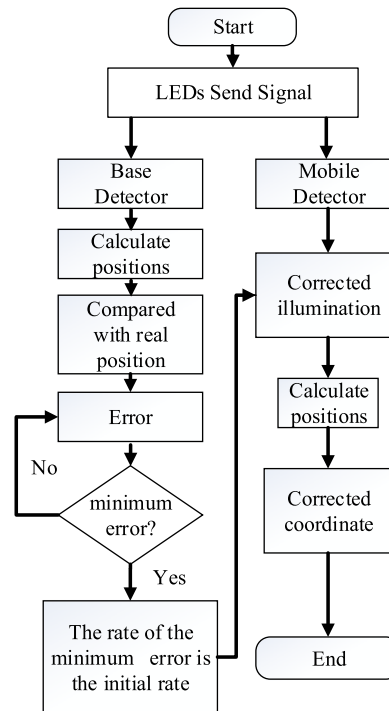 Start
LEDs Send Signal
Base
Detector
Calculate
positions
Compared
with real
position
Error
No
minimum
error?
Yes
The rate of the
minimum error is
the initial rate
Mobile
Detector
Corrected
illumination
Calculate
positions
Corrected
coordinate
End